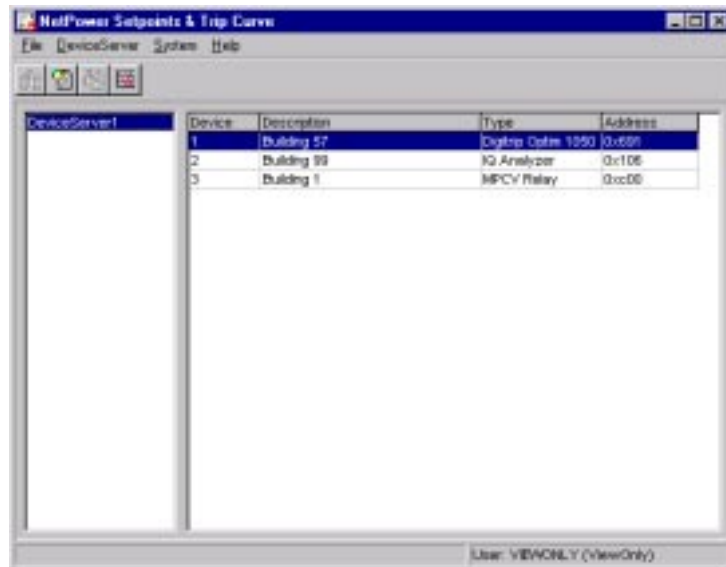 NetPower Setpoints & Trip Curve
File DeviceServer System Help
DeviceServer1
Device Description Type Address
1 Building 57 Digitrip Optim 1050 0x691
2 Building 99 IQ Analyzer 0x106
3 Building 1 MPCV Relay 0xc00
User: VIEWONLY (ViewOnly)